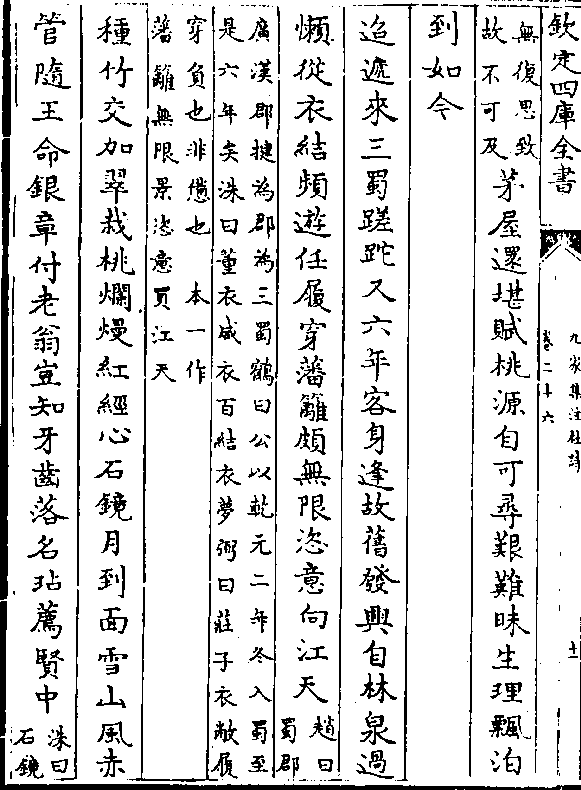 欽定四庫全書
九家集注杜詩
卷二十六
十一
無復思致
故不可及
茅屋還堪賦桃源自可尋艱難昧生理飄泊
到如今
迢遞來三蜀蹉跎又六年客身逢故舊發興自林泉過
懶從衣結頻遊任履穿藩籬頗無限恣意向江天
趙曰
蜀郡
廣漢郡揵為郡為三蜀鶴曰公以乾元二年冬入蜀至
是六年矣洙曰董衣威衣百結衣夢弼曰莊子衣敝履
穿負也非憊也 本一作
藩籬無限景恣意買江天
種竹交加翠栽桃爛熳紅經心石鏡月到面雪山風赤
管隨王命銀章付老翁豈知牙齒落名玷薦賢中
洙曰
石鏡